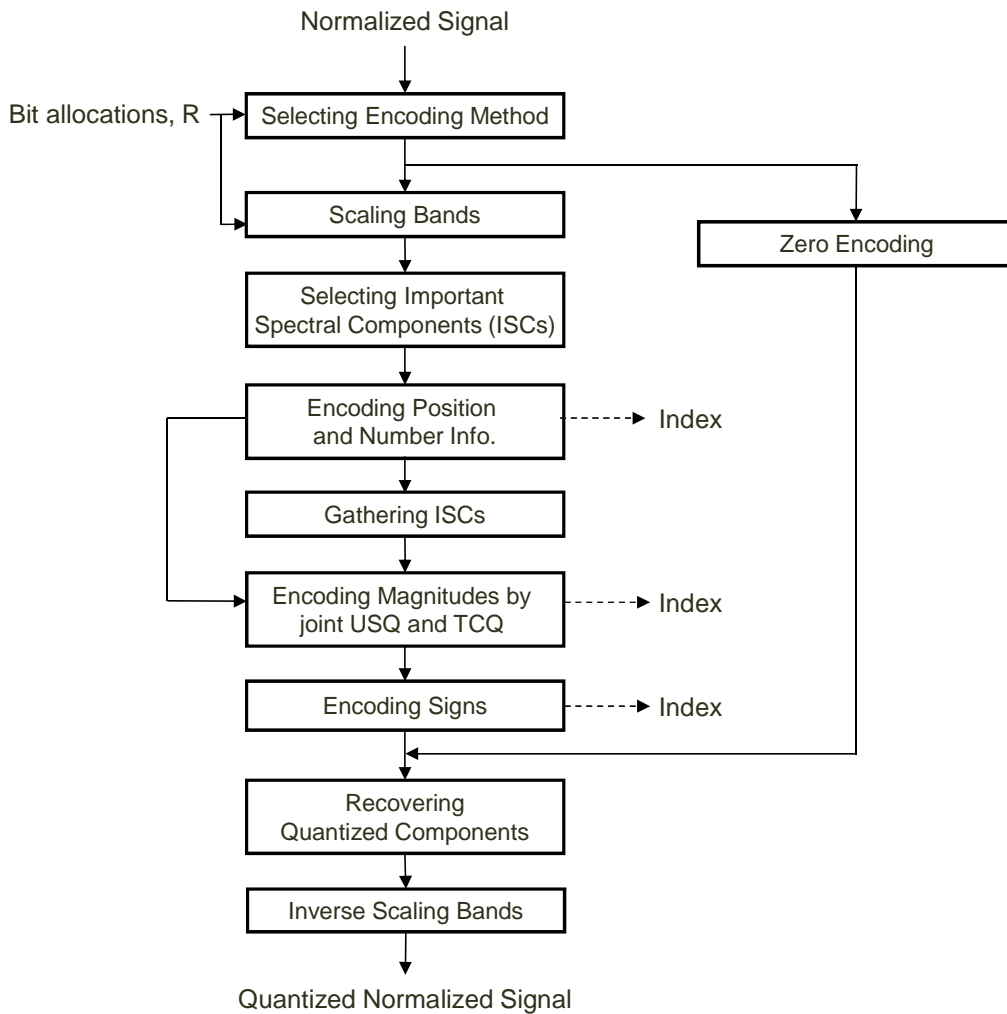 Normalized Signal
Bit allocations, R
Selecting Encoding Method
Scaling Bands
Zero Encoding
Selecting Important
Spectral Components (ISCs)
Encoding Position
and Number Info.
Index
Gathering ISCs
Encoding Magnitudes by
joint USQ and TCQ
Index
Encoding Signs
Index
Recovering
Quantized Components
Inverse Scaling Bands
Quantized Normalized Signal